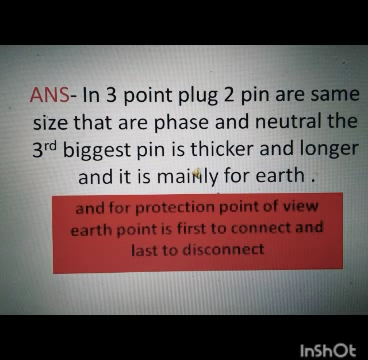 ANS- In 3 point plug 2 pin are same
size that are phase and neutral the
3rd biggest pin is thicker and longer
and it is mainly for earth .
and for protection point of view
earth point is first to connect and
last to disconnect
InShOt